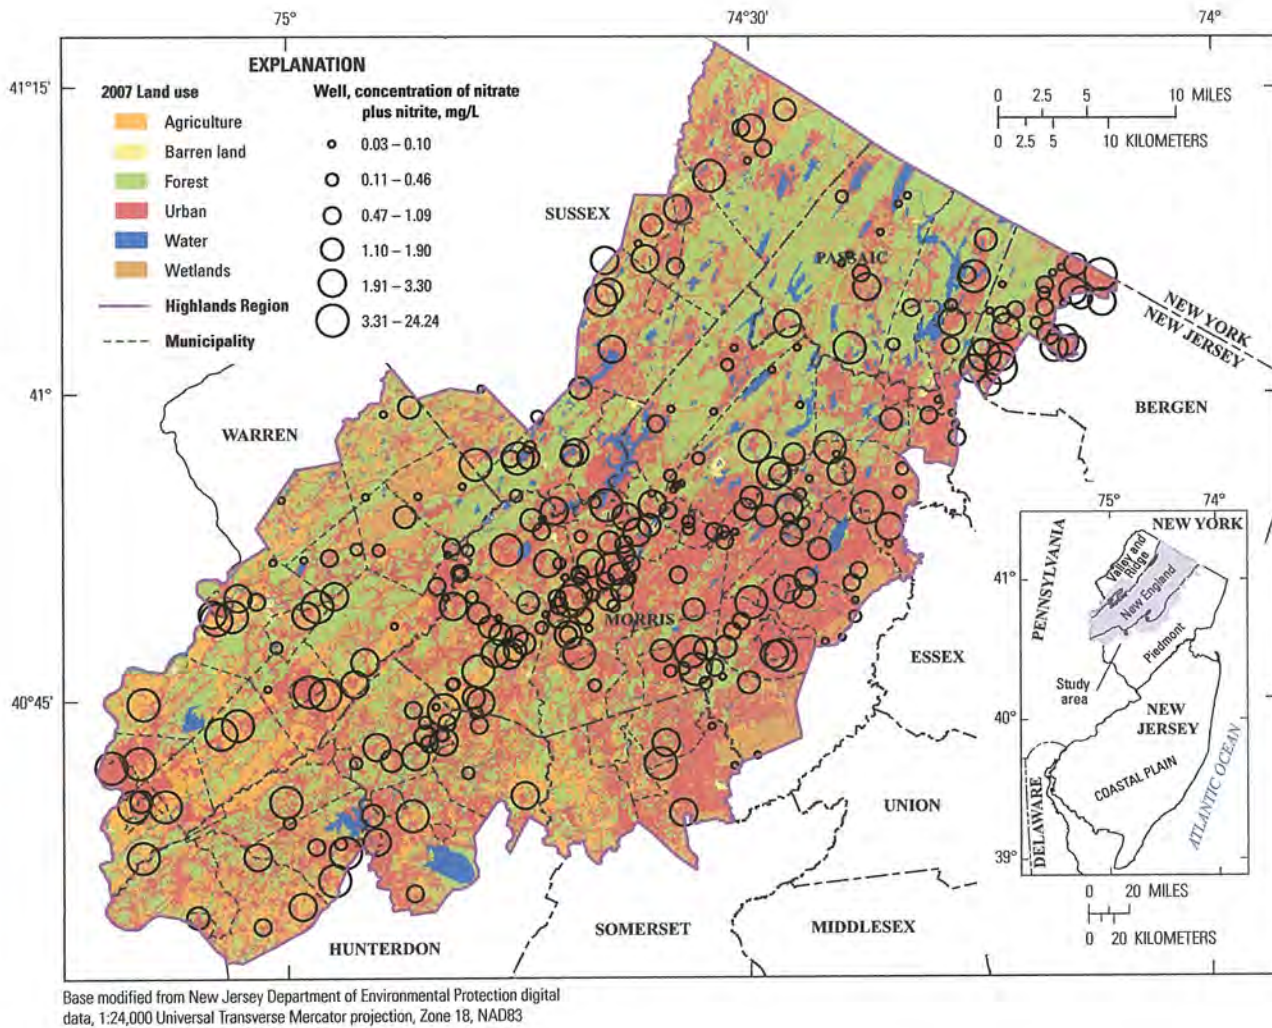 75°
74°30'
74°
41°15'
41°
40°45'
EXPLANATION
2007 Land use
Agriculture
Barren land
Forest
Urban
Water
Wetlands
Highlands Region
Municipality
Well, concentration of nitrate
plus nitrite, mg/L
0.03 – 0.10
0.11 – 0.46
0.47 – 1.09
1.10 – 1.90
1.91 – 3.30
3.31 – 24.24
0 2.5 5 10 MILES
0 2.5 5 10 KILOMETERS
SUSSEX
PASSAIC
NEW YORK
NEW JERSEY
BERGEN
WARREN
MORRIS
ESSEX
UNION
HUNTERDON
SOMERSET
MIDDLESEX
75°
74°
NEW YORK
PENNSYLVANIA
Valley and
Ridge
New England
41°
Piedmont
Study
area
40°
NEW
JERSEY
COASTAL PLAIN
ATLANTIC OCEAN
DELAWARE
39°
0 20 MILES
0 20 KILOMETERS
Base modified from New Jersey Department of Environmental Protection digital
data, 1:24,000 Universal Transverse Mercator projection, Zone 18, NAD83